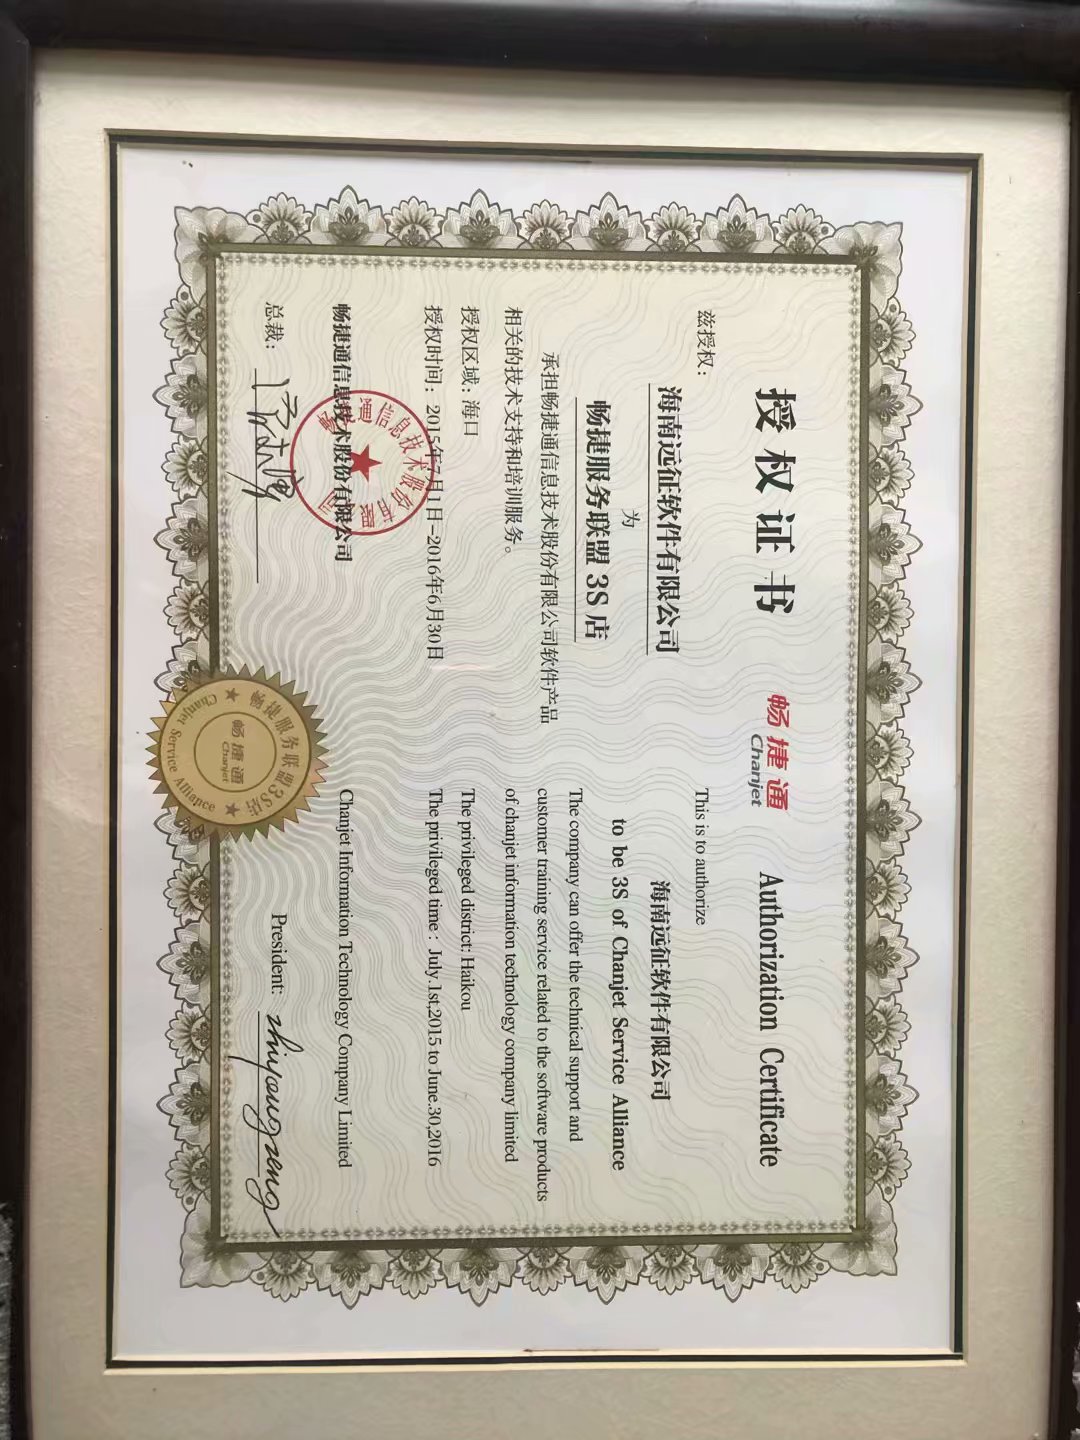 授权证书
畅捷通
Chanjet
Authorization Certificate
兹授权：
海南远征软件有限公司
为
畅捷服务联盟 3S 店
承担畅捷通信息技术股份有限公司软件产品
相关的技术支持和培训服务。
授权区域：海口
授权时间：2015年7月1日-2016年6月30日
畅捷通信息技术股份有限公司
总裁：
This is to authorize
海南远征软件有限公司
to be 3S of Chanjet Service Alliance
The company can offer the technical support and
customer training service related to the software products
of chanjet information technology company limited
The privileged district: Haikou
The privileged time : July.1st,2015 to June.30,2016
Chanjet Information Technology Company Limited
President: zhiyong zeng
畅捷服务联盟3S店
畅捷通
Chanjet
Chanjet Service Alliance